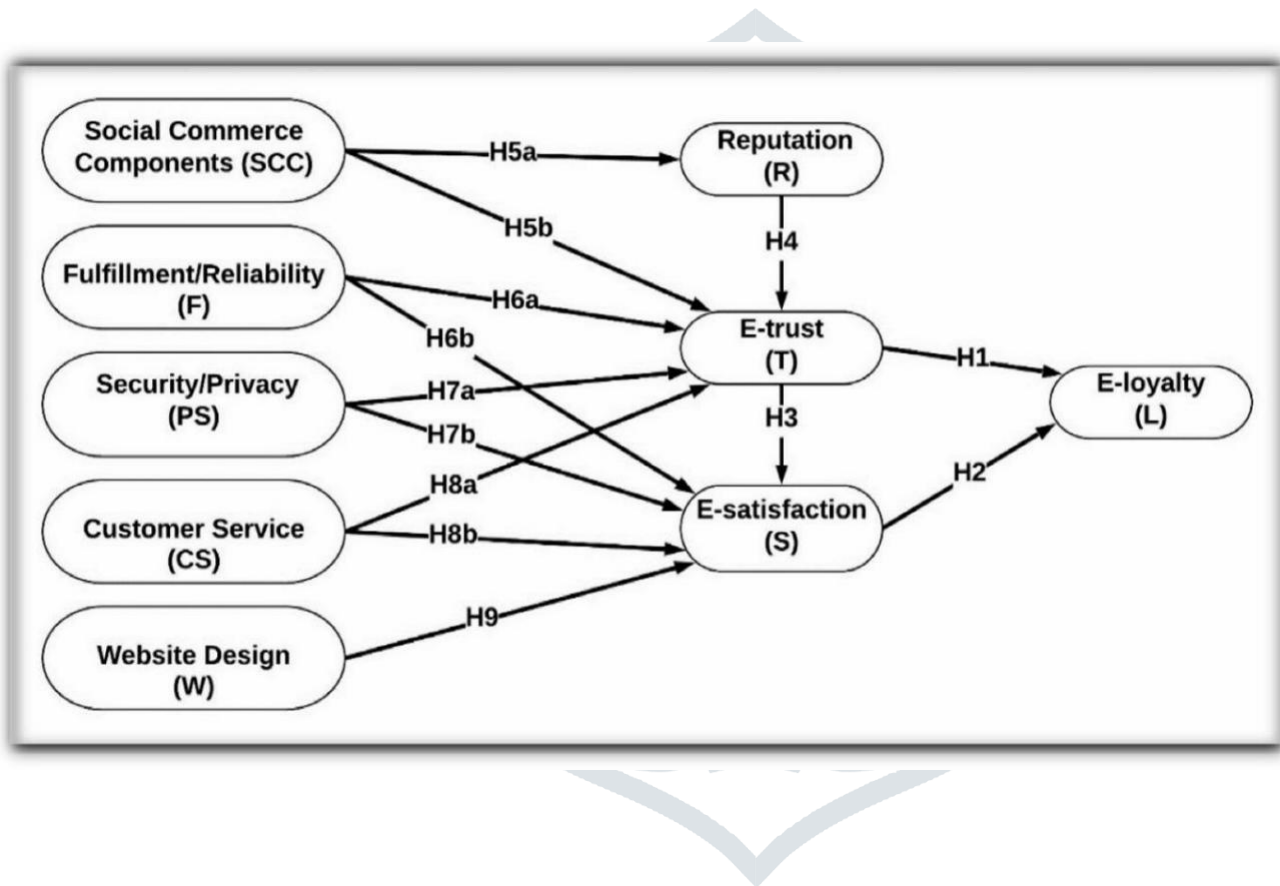 Social Commerce
Components (SCC)
H5a
Reputation
(R)
H5b
H4
Fulfillment/Reliability
(F)
H6a
H6b
E-trust
(T)
H1
Security/Privacy
(PS)
H7a
H7b
H3
E-loyalty
(L)
H8a
H2
Customer Service
(CS)
H8b
E-satisfaction
(S)
H9
Website Design
(W)